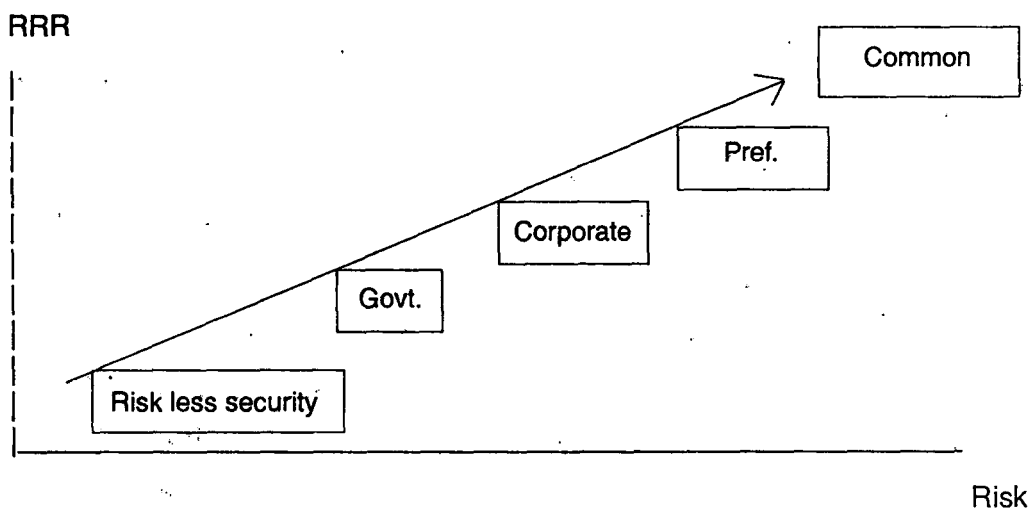 RRR
Common
Pref.
Corporate
Govt.
Risk less security
Risk